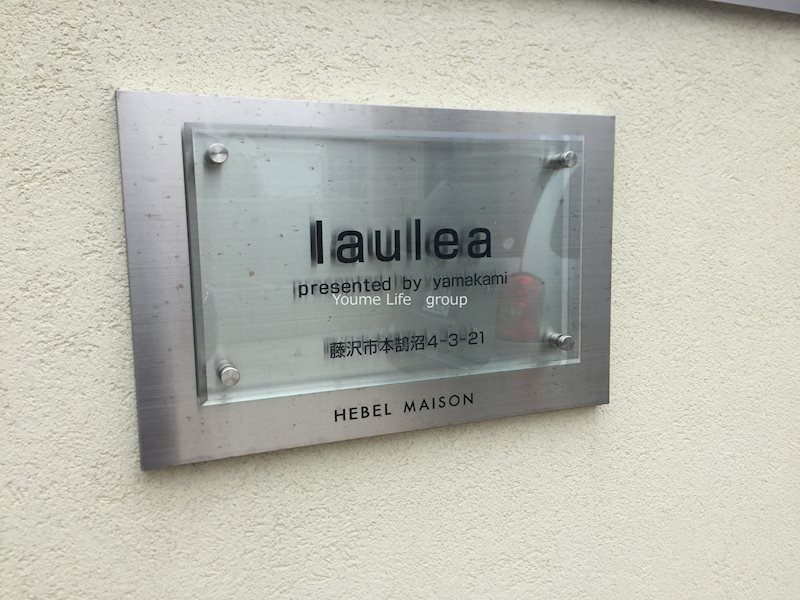 laulea
presented by yamakami
Youme Life group
藤沢市本鵠沼4-3-21
HEBEL MAISON